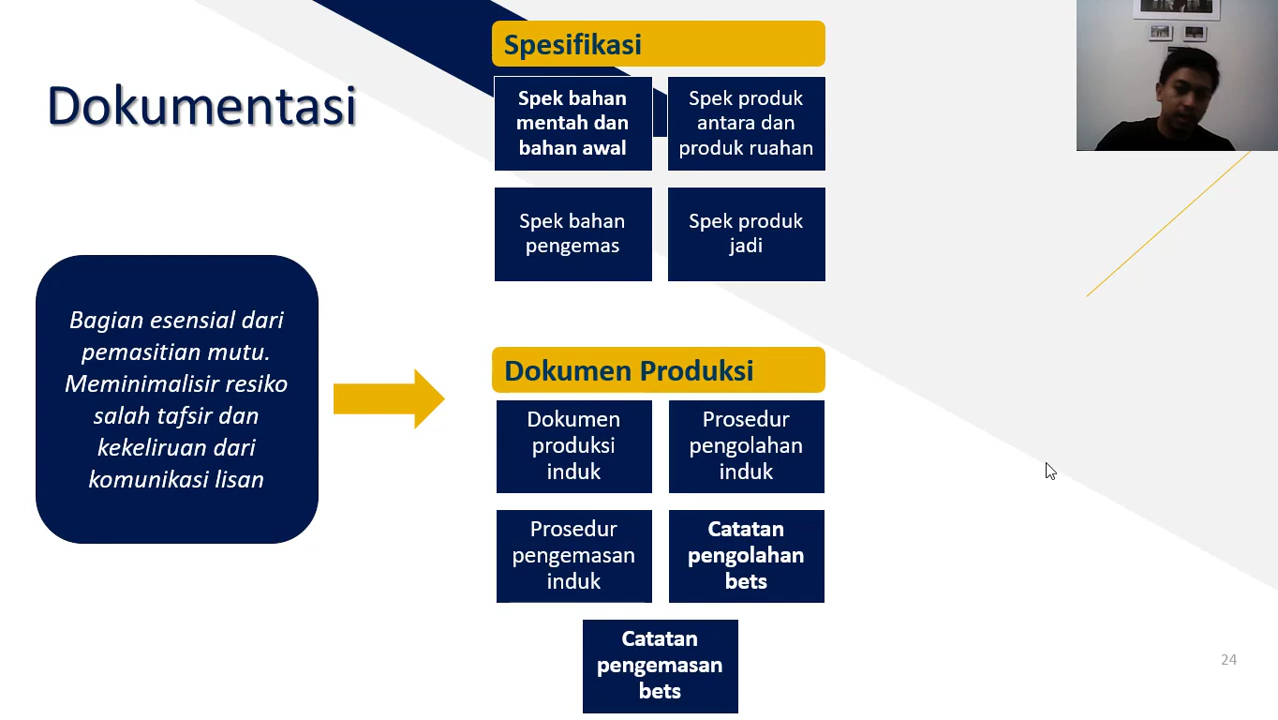 Dokumentasi
Bagian esensial dari
pemasitian mutu.
Meminimalisir resiko
salah tafsir dan
kekeliruan dari
komunikasi lisan
Spesifikasi
Spek bahan
mentah dan
bahan awal
Spek produk
antara dan
produk ruahan
Spek bahan
pengemas
Spek produk
jadi
Dokumen Produksi
Dokumen
produksi
induk
Prosedur
pengolahan
induk
Prosedur
pengemasan
induk
Catatan
pengolahan
bets
Catatan
pengemasan
bets
24